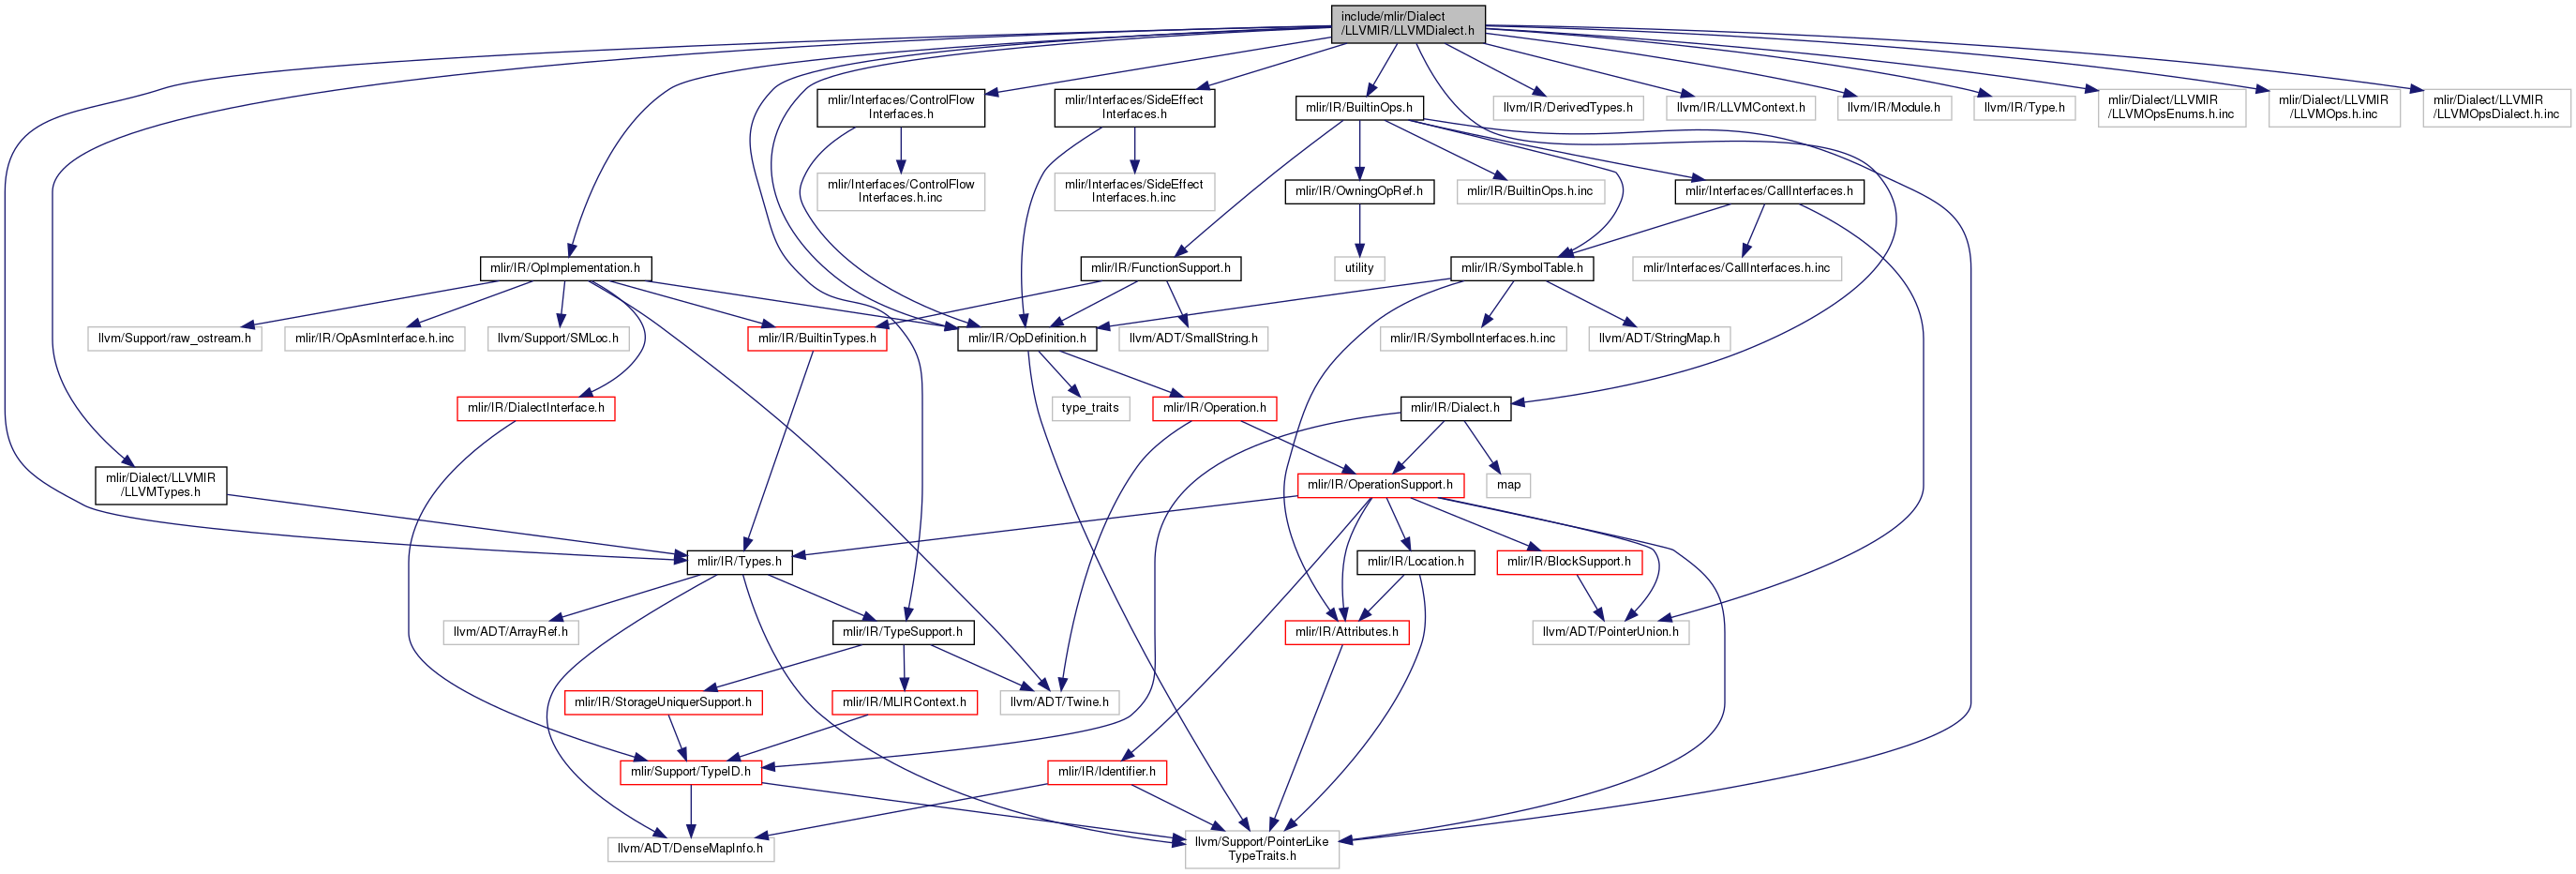 include/mlir/Dialect
/LLVMIR/LLVMDialect.h
mlir/Interfaces/ControlFlow
Interfaces.h
mlir/Interfaces/SideEffect
Interfaces.h
mlir/IR/BuiltinOps.h
llvm/IR/DerivedTypes.h
llvm/IR/LLVMContext.h
llvm/IR/Module.h
llvm/IR/Type.h
mlir/Dialect/LLVMIR
/LLVMOpsEnums.h.inc
mlir/Dialect/LLVMIR
/LLVMOps.h.inc
mlir/Dialect/LLVMIR
/LLVMOpsDialect.h.inc
mlir/Interfaces/ControlFlow
Interfaces.h.inc
mlir/Interfaces/SideEffect
Interfaces.h.inc
mlir/IR/OwningOpRef.h
mlir/IR/BuiltinOps.h.inc
mlir/Interfaces/CallInterfaces.h
mlir/IR/OpImplementation.h
mlir/IR/FunctionSupport.h
utility
mlir/IR/SymbolTable.h
mlir/Interfaces/CallInterfaces.h.inc
llvm/Support/raw_ostream.h
mlir/IR/OpAsmInterface.h.inc
llvm/Support/SMLoc.h
mlir/IR/BuiltinTypes.h
mlir/IR/OpDefinition.h
llvm/ADT/SmallString.h
mlir/IR/SymbolInterfaces.h.inc
llvm/ADT/StringMap.h
mlir/IR/DialectInterface.h
type_traits
mlir/IR/Operation.h
mlir/IR/Dialect.h
mlir/Dialect/LLVMIR
/LLVMTypes.h
mlir/IR/OperationSupport.h
map
mlir/IR/Types.h
mlir/IR/Location.h
mlir/IR/BlockSupport.h
llvm/ADT/ArrayRef.h
mlir/IR/TypeSupport.h
mlir/IR/Attributes.h
llvm/ADT/PointerUnion.h
mlir/IR/StorageUniquerSupport.h
mlir/IR/MLIRContext.h
llvm/ADT/Twine.h
mlir/Support/TypeID.h
mlir/IR/Identifier.h
llvm/ADT/DenseMapInfo.h
llvm/Support/PointerLike
TypeTraits.h